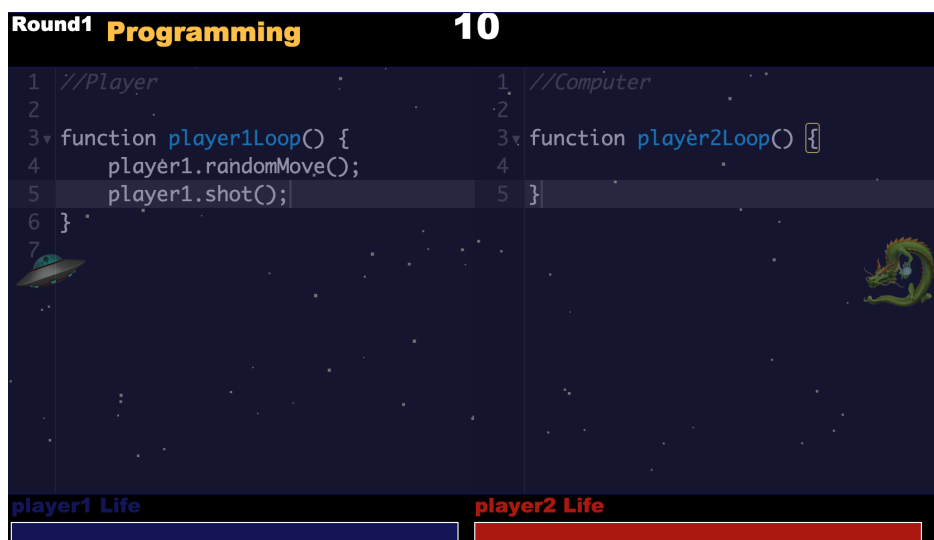 Round1 Programming 10
1 //Player
2
3 function player1Loop() {
4     player1.randomMove();
5     player1.shot();
6 }
7
1 //Computer
2
3 function player2Loop() {
4
5 }
player1 Life
player2 Life